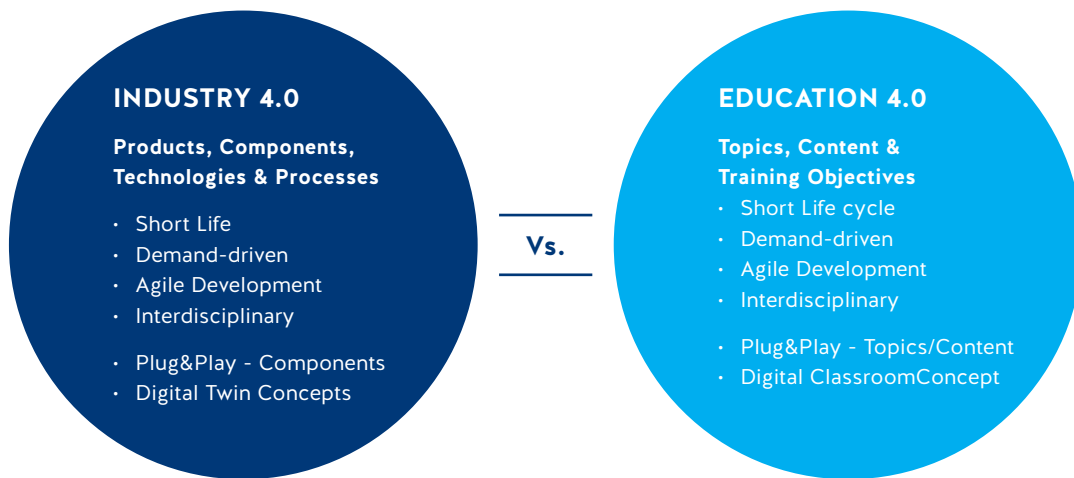 INDUSTRY 4.0
Products, Components,
Technologies & Processes
· Short Life
· Demand-driven
· Agile Development
· Interdisciplinary
· Plug&Play - Components
· Digital Twin Concepts
Vs.
EDUCATION 4.0
Topics, Content &
Training Objectives
· Short Life cycle
· Demand-driven
· Agile Development
· Interdisciplinary
· Plug&Play - Topics/Content
· Digital ClassroomConcept